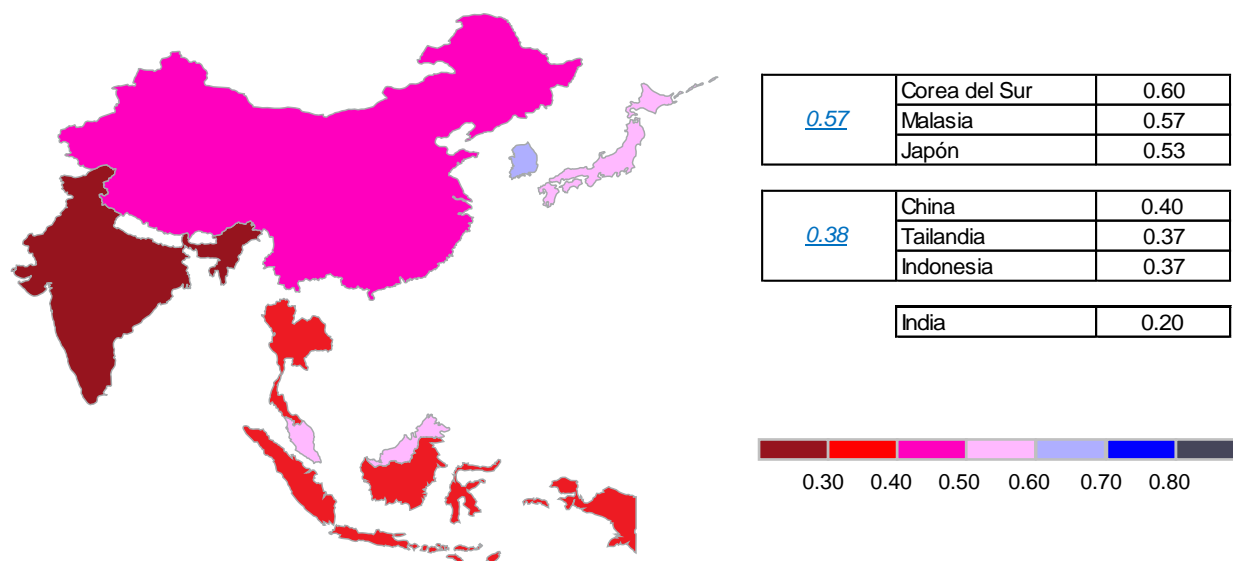 Corea del Sur 0.60
0.57 Malasia 0.57
Japón 0.53
China 0.40
0.38 Tailandia 0.37
Indonesia 0.37
India 0.20
0.30 0.40 0.50 0.60 0.70 0.80